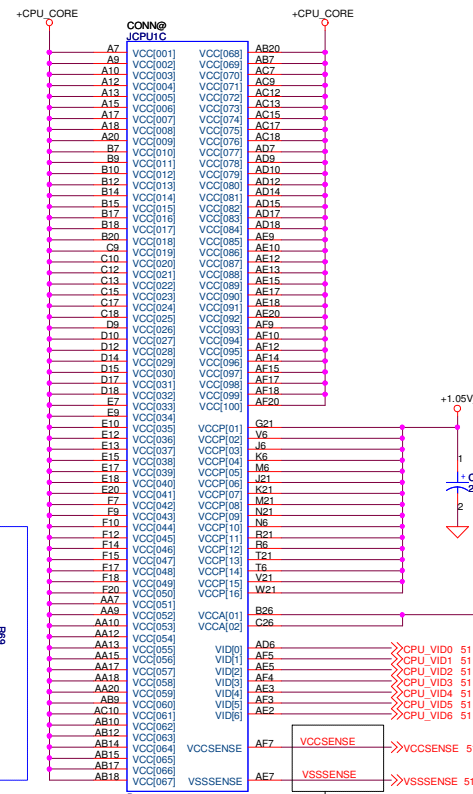 +CPU_CORE +CPU_CORE
CONN@
JCPU1C
A7 VCC[001] VCC[068] AB20
A9 VCC[002] VCC[069] AB7
A10 VCC[003] VCC[070] AC7
A12 VCC[004] VCC[071] AC9
A13 VCC[005] VCC[072] AC12
A15 VCC[006] VCC[073] AC13
A17 VCC[007] VCC[074] AC15
A18 VCC[008] VCC[075] AC17
A20 VCC[009] VCC[076] AC18
B7 VCC[010] VCC[077] AD7
B9 VCC[011] VCC[078] AD9
B10 VCC[012] VCC[079] AD10
B12 VCC[013] VCC[080] AD12
B14 VCC[014] VCC[081] AD14
B15 VCC[015] VCC[082] AD15
B17 VCC[016] VCC[083] AD17
B18 VCC[017] VCC[084] AD18
B20 VCC[018] VCC[085] AE9
C9 VCC[019] VCC[086] AE10
C10 VCC[020] VCC[087] AE12
C12 VCC[021] VCC[088] AE13
C13 VCC[022] VCC[089] AE15
C15 VCC[023] VCC[090] AE17
C17 VCC[024] VCC[091] AE18
C18 VCC[025] VCC[092] AE20
D9 VCC[026] VCC[093] AF9
D10 VCC[027] VCC[094] AF10
D12 VCC[028] VCC[095] AF12
D14 VCC[029] VCC[096] AF14
D15 VCC[030] VCC[097] AF15
D17 VCC[031] VCC[098] AF17
D18 VCC[032] VCC[099] AF18
E7 VCC[033] VCC[100] AF20
+1.05V
E9 VCC[034]
E10 VCC[035] VCCP[01] G21
E12 VCC[036] VCCP[02] V6
E13 VCC[037] VCCP[03] J6
E15 VCC[038] VCCP[04] K6
E17 VCC[039] VCCP[05] M6
E18 VCC[040] VCCP[06] J21
E20 VCC[041] VCCP[07] K21
F7 VCC[042] VCCP[08] M21
F9 VCC[043] VCCP[09] N21
F10 VCC[044] VCCP[10] N6
F12 VCC[045] VCCP[11] R21
F14 VCC[046] VCCP[12] R6
F15 VCC[047] VCCP[13] T21
F17 VCC[048] VCCP[14] T6
F18 VCC[049] VCCP[15] V21
F20 VCC[050] VCCP[16] W21
1
+
2
AA7 VCC[051]
AA9 VCC[052] VCCA[01] B26
AA10 VCC[053] VCCA[02] C26
AA12 VCC[054]
AA13 VCC[055] VID[0] AD6 CPU_VID0 51
AA15 VCC[056] VID[1] AF5 CPU_VID1 51
AA17 VCC[057] VID[2] AE5 CPU_VID2 51
AA18 VCC[058] VID[3] AF4 CPU_VID3 51
AA20 VCC[059] VID[4] AE3 CPU_VID4 51
AB9 VCC[060] VID[5] AF3 CPU_VID5 51
AC10 VCC[061] VID[6] AE2 CPU_VID6 51
AB10 VCC[062]
AB12 VCC[063]
AB14 VCC[064] VCCSENSE AF7 VCCSENSE VCCSENSE
AB15 VCC[065]
AB17 VCC[066]
AB18 VCC[067] VSSSENSE AE7 VSSSENSE VSSSENSE 51